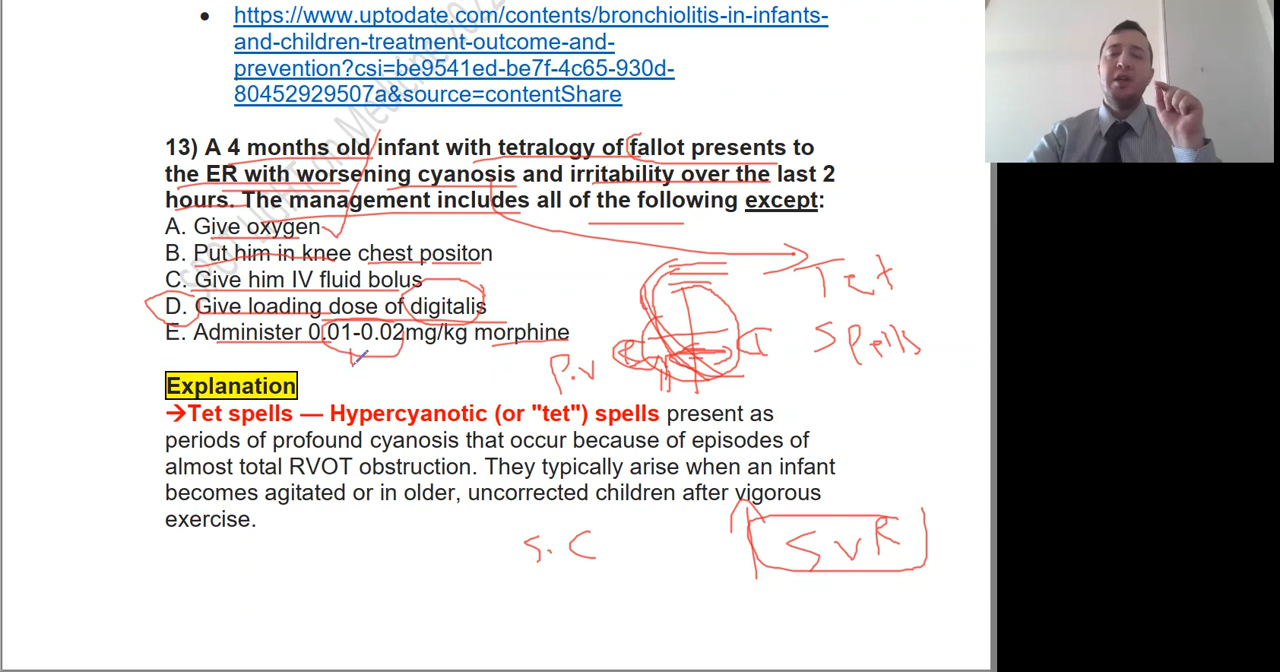 https://www.uptodate.com/contents/bronchiolitis-in-infants-
and-children-treatment-outcome-and-
prevention?csi=be9541ed-be7f-4c65-930d-
80452929507a&source=contentShare
13) A 4 months old infant with tetralogy of fallot presents to
the ER with worsening cyanosis and irritability over the last 2
hours. The management includes all of the following except:
A. Give oxygen
B. Put him in knee chest positon
C. Give him IV fluid bolus
D. Give loading dose of digitalis
E. Administer 0.01-0.02mg/kg morphine
Tet
Spells
P.V
Explanation
→Tet spells — Hypercyanotic (or "tet") spells present as
periods of profound cyanosis that occur because of episodes of
almost total RVOT obstruction. They typically arise when an infant
becomes agitated or in older, uncorrected children after vigorous
exercise.
S.C
↑ SVR